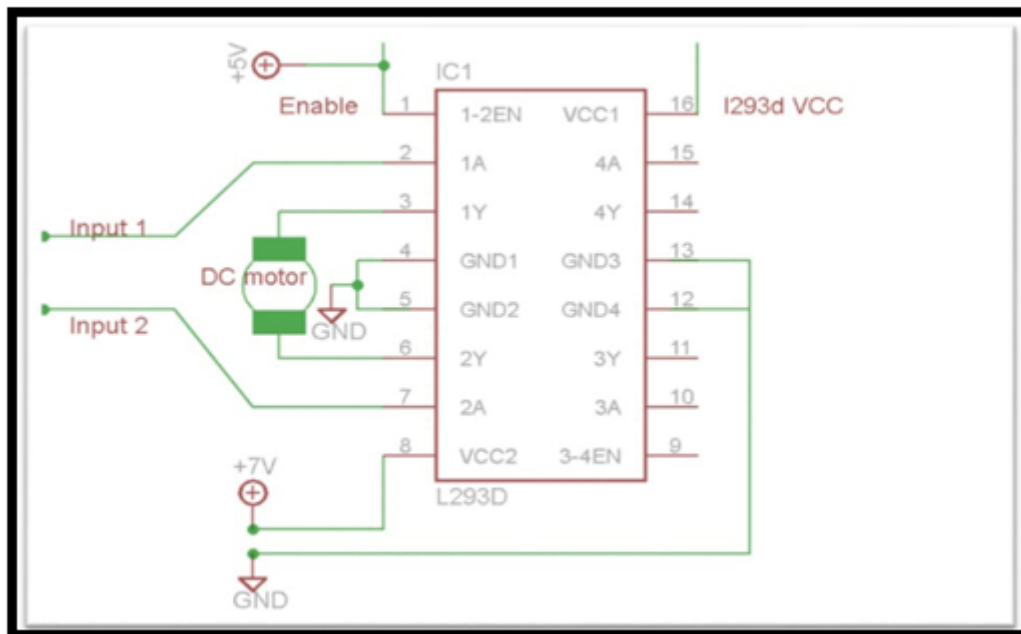 +5V
IC1
Enable
1
1-2EN
VCC1
16
l293d VCC
2
1A
4A
15
3
1Y
4Y
14
Input 1
4
GND1
GND3
13
DC motor
5
GND2
GND4
12
Input 2
GND
6
2Y
3Y
11
7
2A
3A
10
8
VCC2
3-4EN
9
+7V
L293D
GND